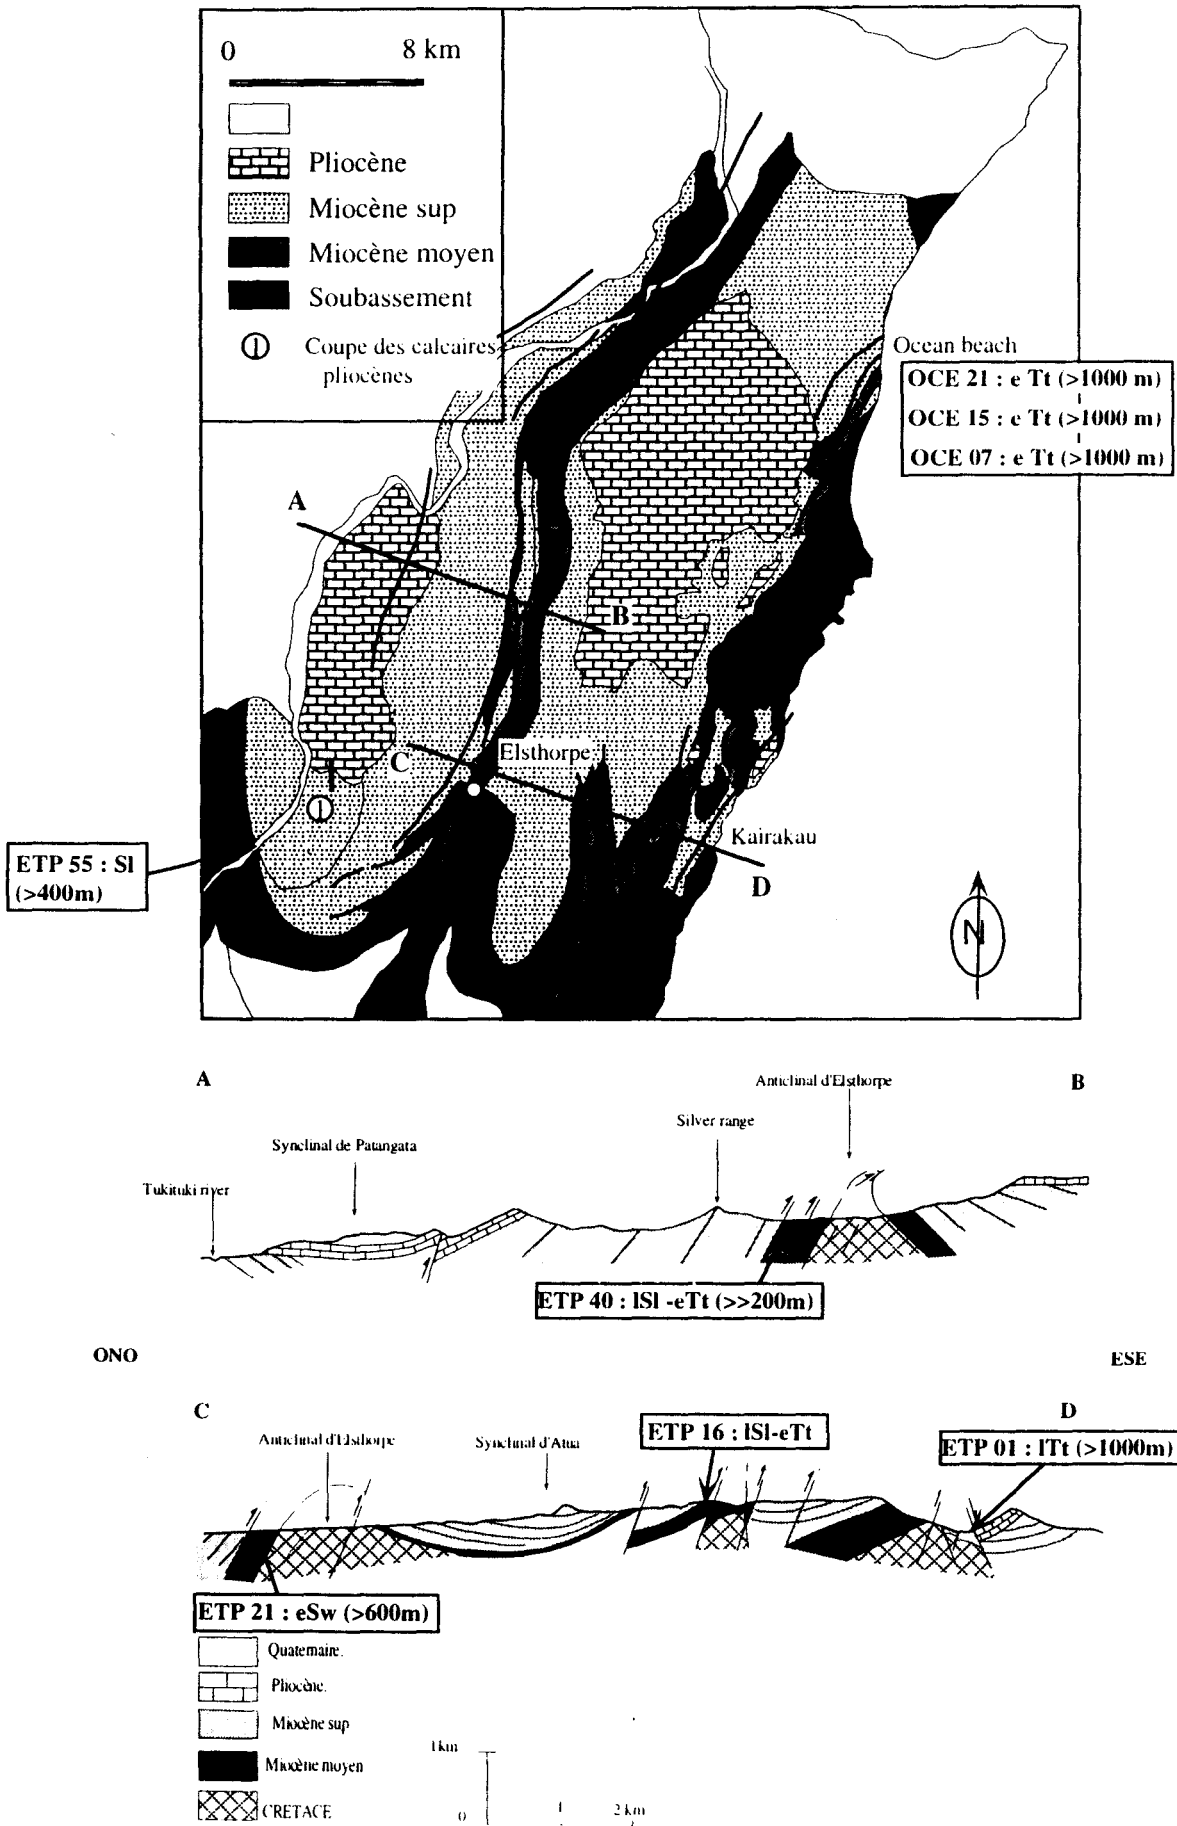 0 8 km
Pliocène
Miocène sup
Miocène moyen
Soubassement
1 Coupe des calcaires
pliocènes
Ocean beach
OCE 21 : e Tt (>1000 m)
OCE 15 : e Tt (>1000 m)
OCE 07 : e Tt (>1000 m)
A
B
C
Elsthorpe
1
Kairakau
D
ETP 55 : Sl
(>400m)
N
A
Anticlinal d'Elsthorpe
B
Silver range
Synclinal de Patangata
Tukituki river
ETP 40 : lSl -eTt (>>200m)
ONO
ESE
C
D
ETP 16 : lSl-eTt
Anticlinal d'Elsthorpe
Synclinal d'Atua
ETP 01 : lTt (>1000m)
ETP 21 : eSw (>600m)
Quaternaire.
Pliocène.
Miocène sup
Miocène moyen
CRETACE
1km
0
1 2 km